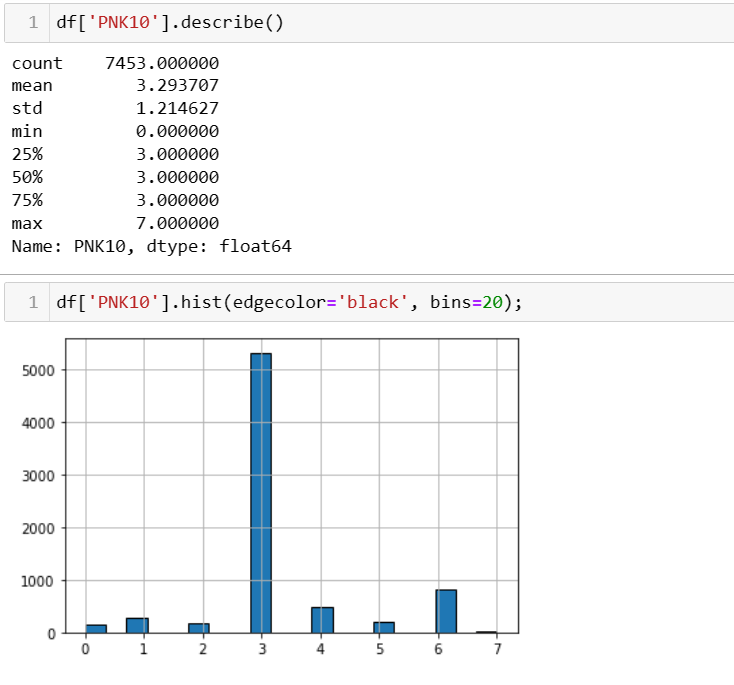 1 df['PNK10'].describe()
count 7453.000000
mean 3.293707
std 1.214627
min 0.000000
25% 3.000000
50% 3.000000
75% 3.000000
max 7.000000
Name: PNK10, dtype: float64
1 df['PNK10'].hist(edgecolor='black', bins=20);
5000
4000
3000
2000
1000
0
0 1 2 3 4 5 6 7